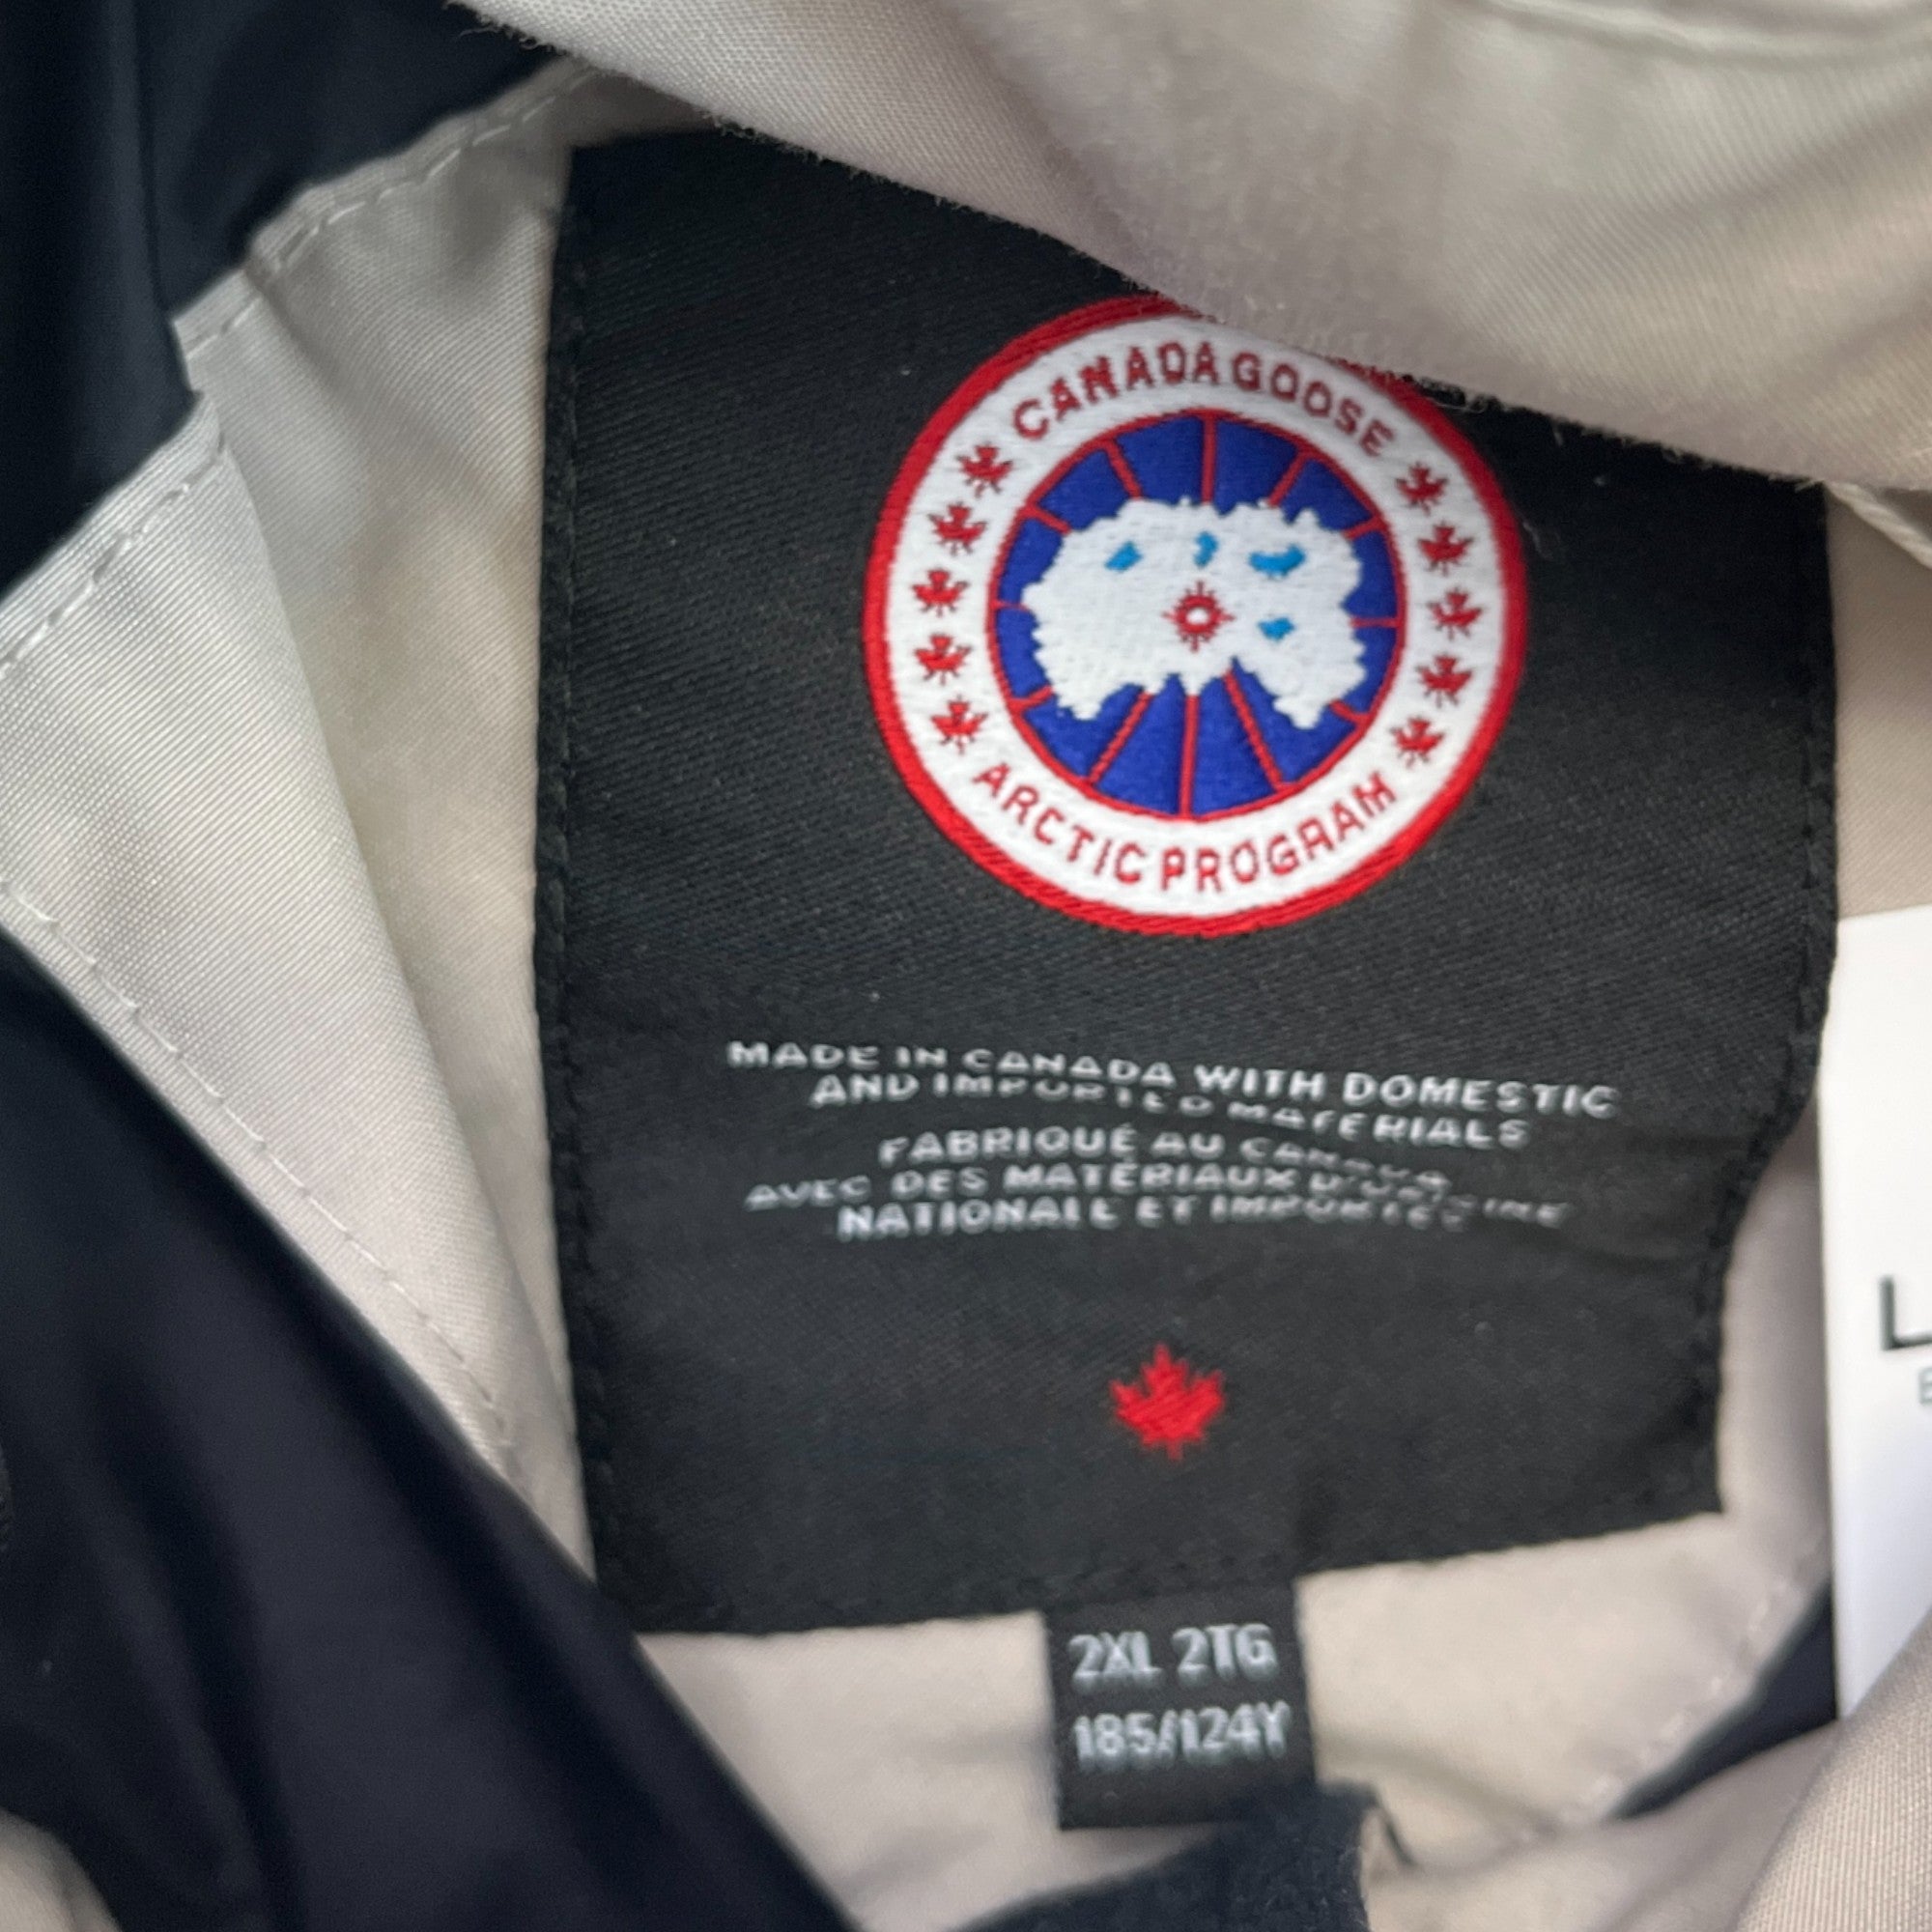 CANADA GOOSE
ARCTIC PROGRAM
MADE IN CANADA WITH DOMESTIC
AND IMPORTED MATERIALS
FABRIQUÉ AU CANADA
AVEC DES MATÉRIAUX D'ORIGINE
NATIONALE ET IMPORTÉE
2XL 2TG
185/124Y
L